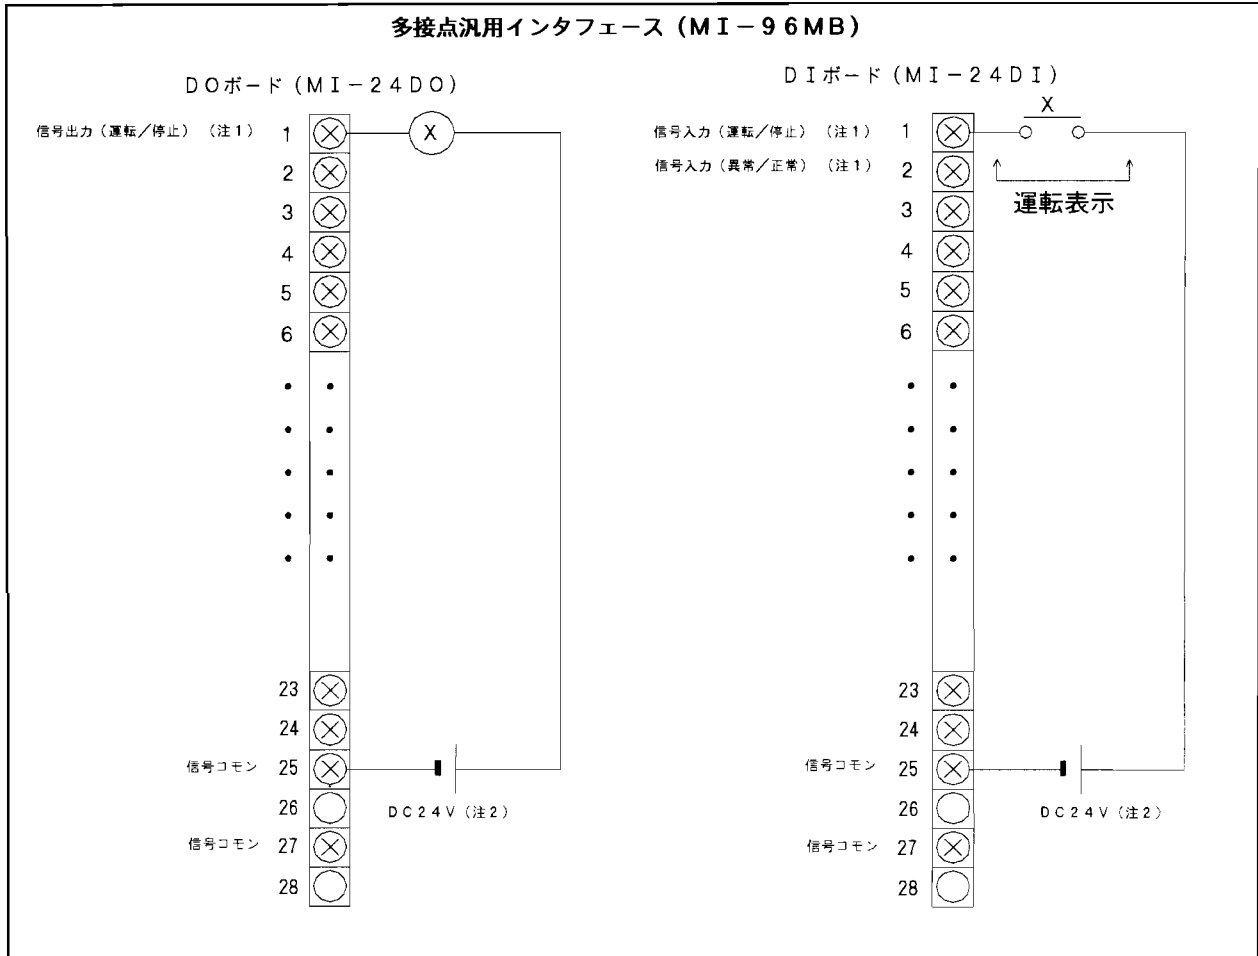 多接点汎用インタフェース（ＭＩ－９６ＭＢ）
ＤＯボード（ＭＩ－２４ＤＯ）
信号出力（運転／停止）（注１） 1 X
2
3
4
5
6
23
24
信号コモン 25
26 ＤＣ２４Ｖ（注２）
信号コモン 27
28
ＤＩボード（ＭＩ－２４ＤＩ）
X
信号入力（運転／停止）（注１） 1
信号入力（異常／正常）（注１） 2
運転表示
3
4
5
6
23
24
信号コモン 25
26 ＤＣ２４Ｖ（注２）
信号コモン 27
28